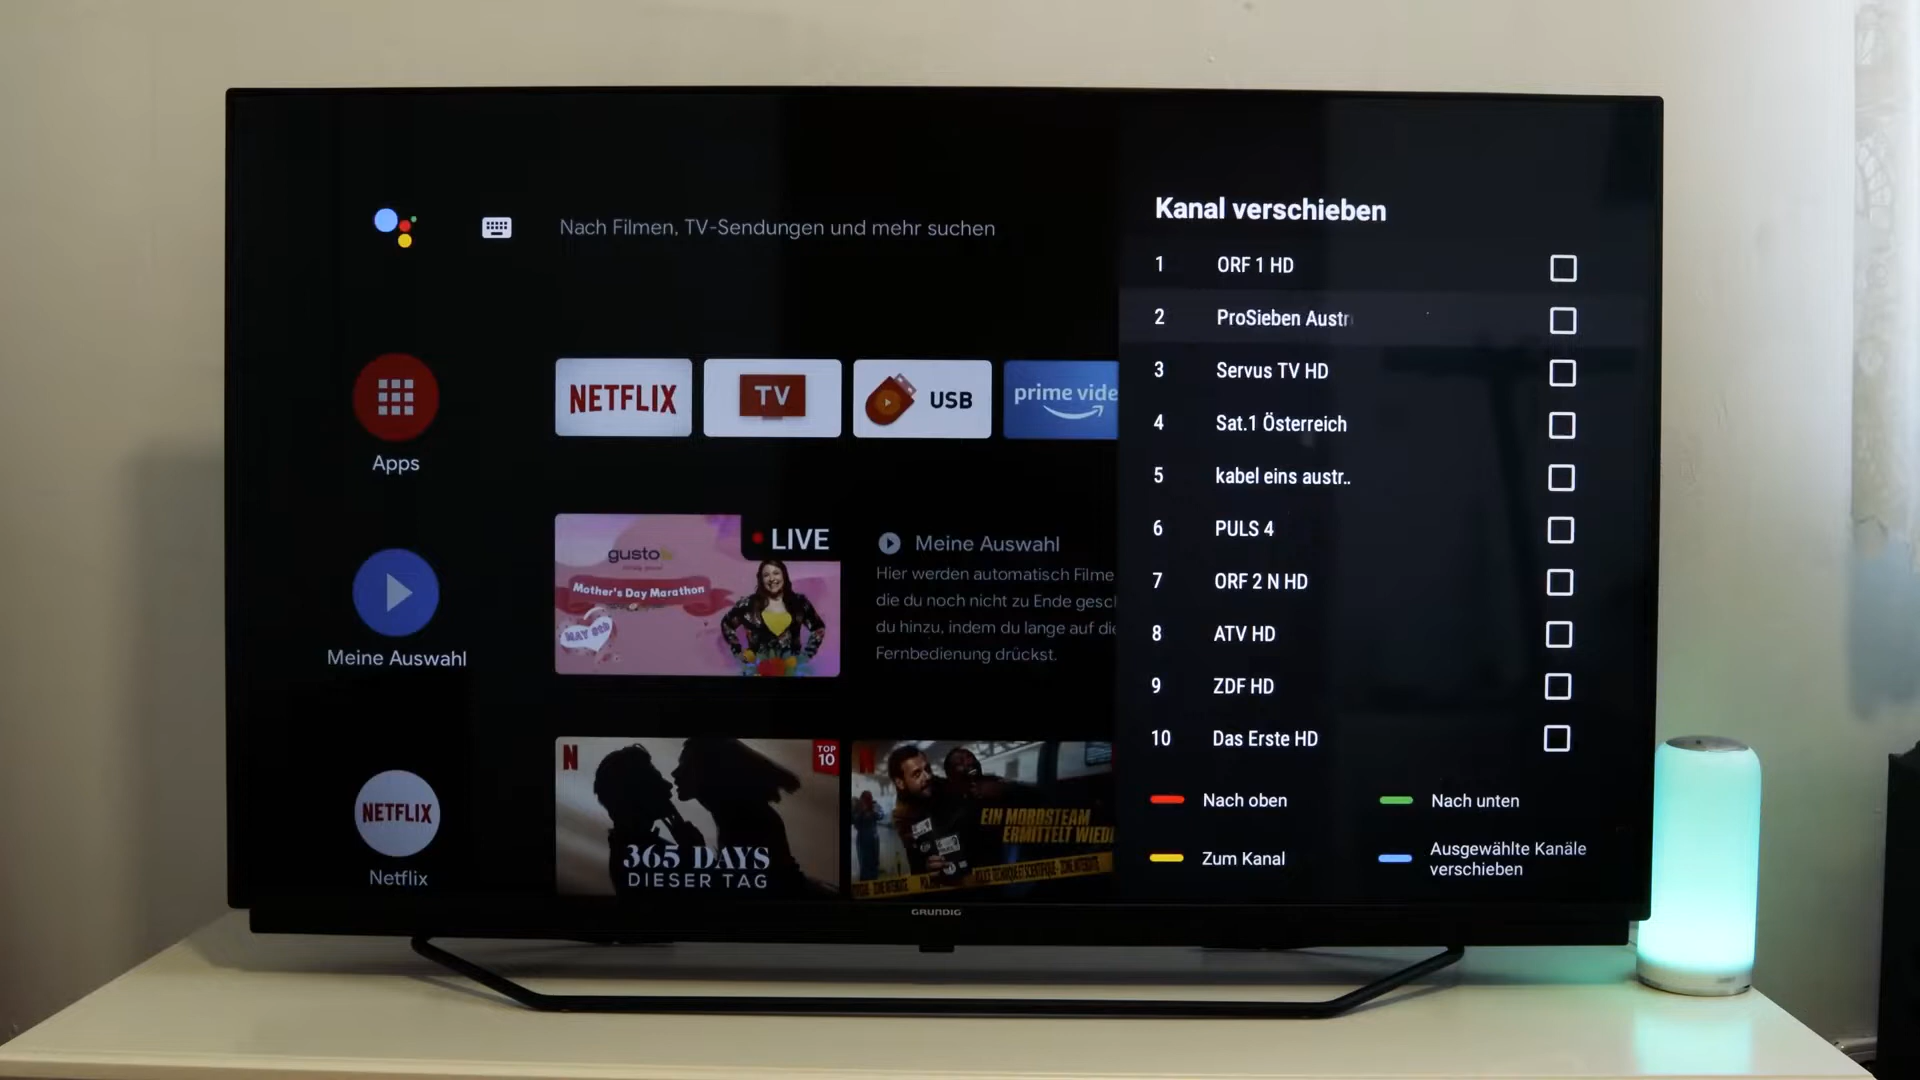 Nach Filmen, TV-Sendungen und mehr suchen
Apps
NETFLIX
TV
USB
prime vide
Meine Auswahl
gusto
Mother's Day Marathon
MAY 8th
LIVE
Meine Auswahl
Hier werden automatisch Filme
die du noch nicht zu Ende gesc
du hinzu, indem du lange auf die
Fernbedienung drückst.
NETFLIX
Netflix
N
TOP
10
365 DAYS
DIESER TAG
N
EIN MORDSTEAM
ERMITTELT WIED
Kanal verschieben
1 ORF 1 HD
2 ProSieben Austr
3 Servus TV HD
4 Sat.1 Österreich
5 kabel eins austr..
6 PULS 4
7 ORF 2 N HD
8 ATV HD
9 ZDF HD
10 Das Erste HD
Nach oben
Nach unten
Zum Kanal
Ausgewählte Kanäle
verschieben
GRUNDIG